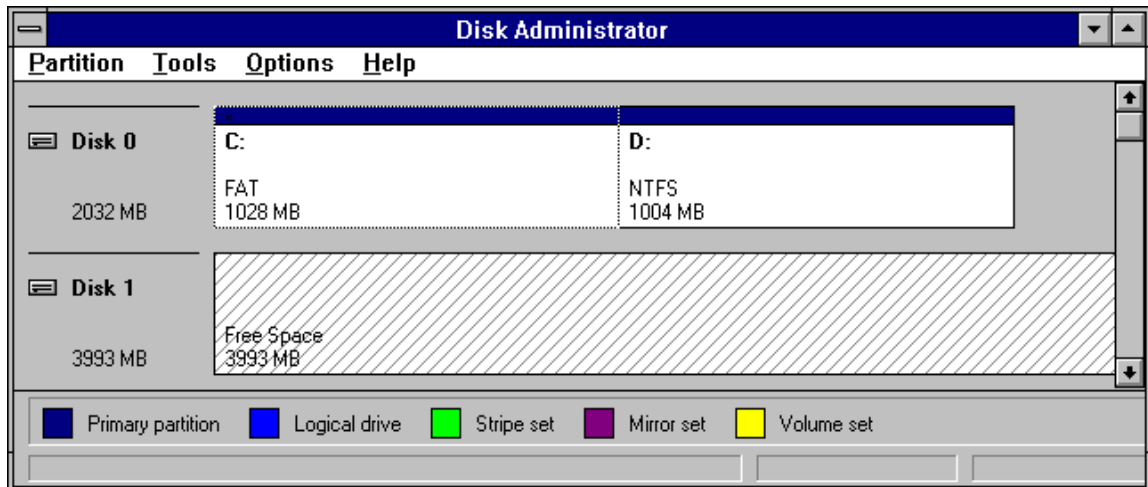 Disk Administrator
Partition Tools Options Help
Disk 0
2032 MB
C:
FAT
1028 MB
D:
NTFS
1004 MB
Disk 1
3993 MB
Free Space
3993 MB
Primary partition Logical drive Stripe set Mirror set Volume set